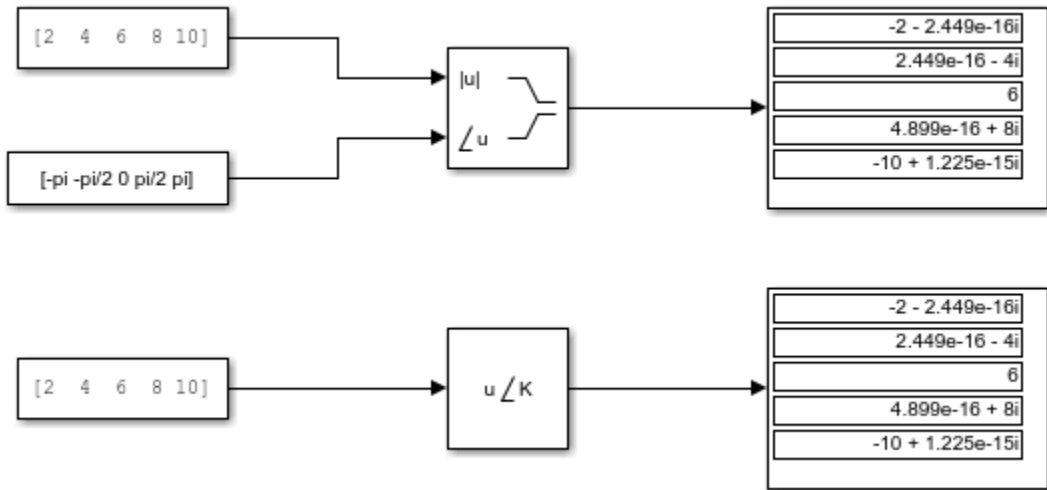 [2 4 6 8 10]
[-pi -pi/2 0 pi/2 pi]
|u|
∠u
-2 - 2.449e-16i
2.449e-16 - 4i
6
4.899e-16 + 8i
-10 + 1.225e-15i
[2 4 6 8 10]
u∠K
-2 - 2.449e-16i
2.449e-16 - 4i
6
4.899e-16 + 8i
-10 + 1.225e-15i